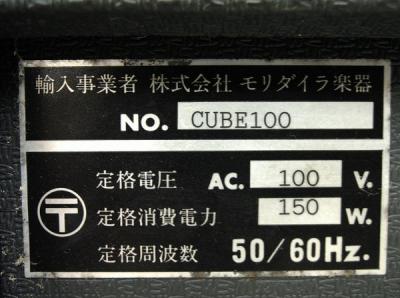 輸入事業者 株式会社 モリダイラ楽器
NO. CUBE100
定格電圧 AC. 100 V.
〒 定格消費電力 150 W.
定格周波数 50/60Hz.